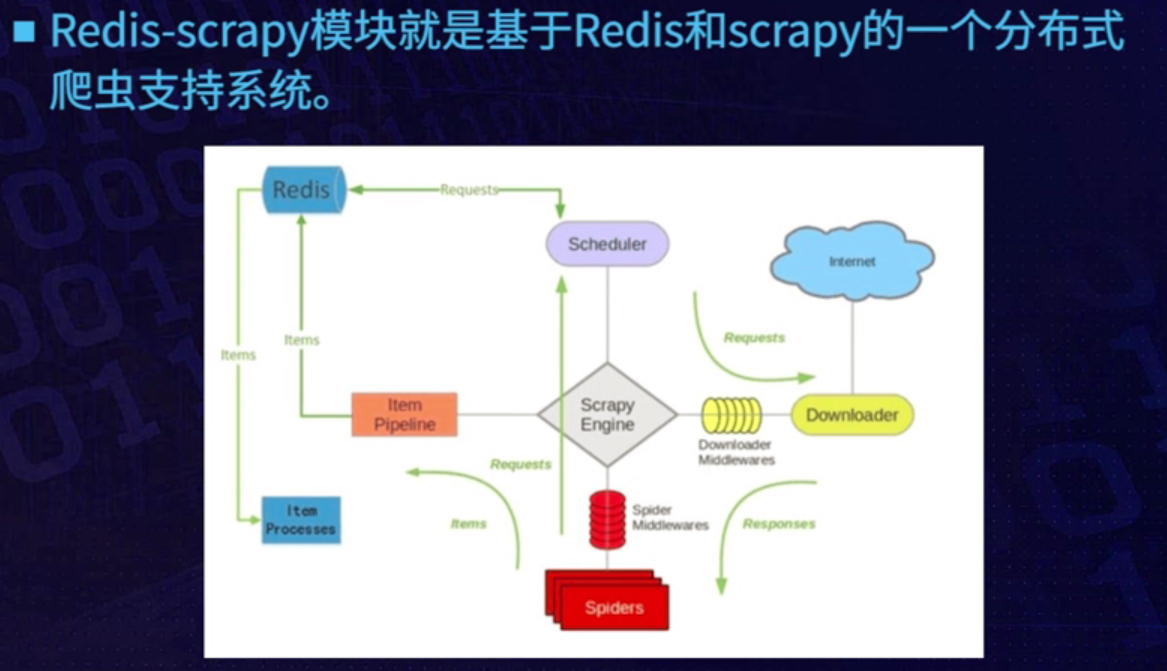 Redis-scrapy模块就是基于Redis和scrapy的一个分布式
爬虫支持系统。
Redis
Requests
Scheduler
Internet
Requests
Items
Items
Item
Pipeline
Scrapy
Engine
Downloader
Downloader
Middlewares
Requests
Item
Processes
Items
Spider
Middlewares
Responses
Spiders